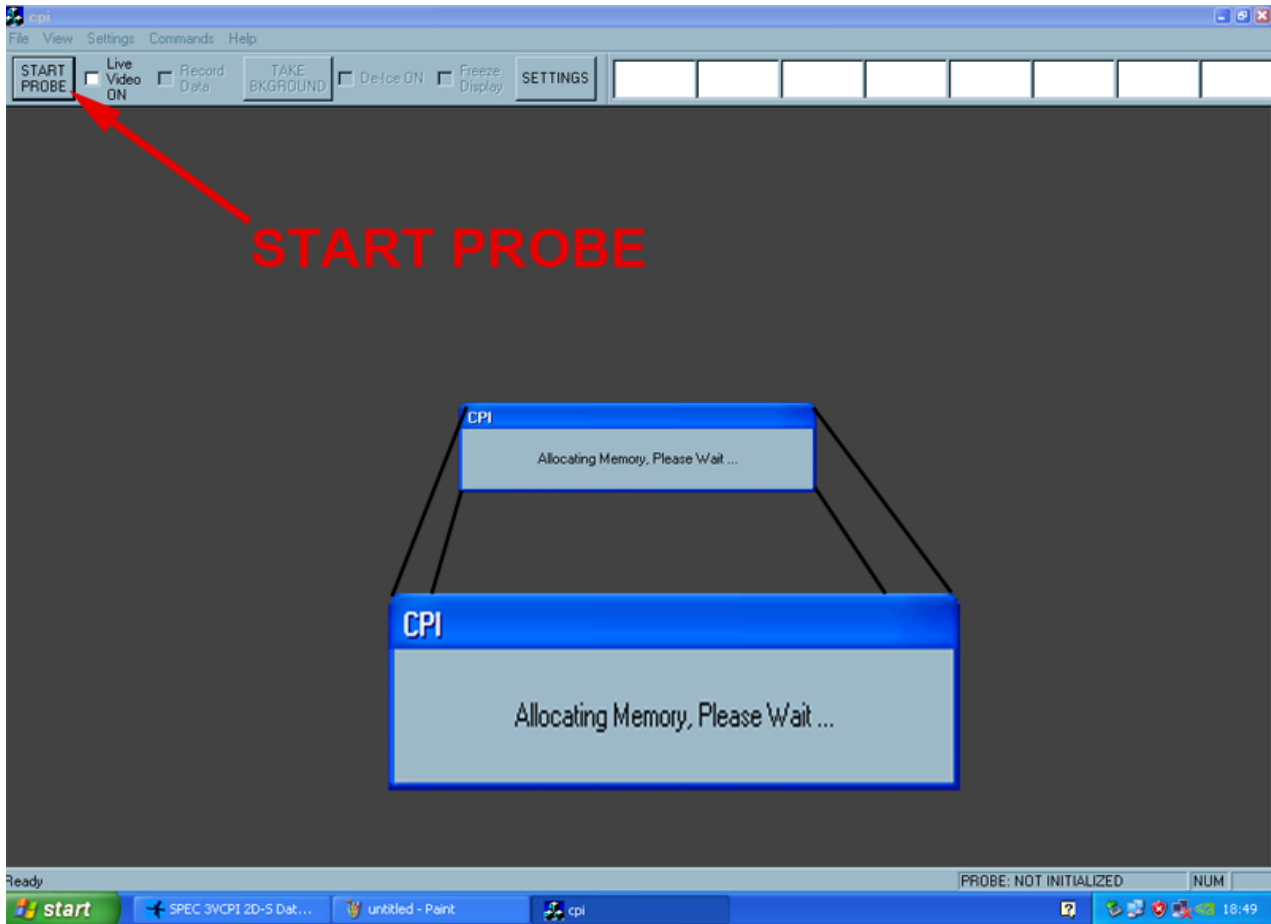 cpi
File View Settings Commands Help
START PROBE
Live Video ON
Record Data
TAKE BKGROUND
De-Ice ON
Freeze Display
SETTINGS
START PROBE
CPI
Allocating Memory, Please Wait ...
CPI
Allocating Memory, Please Wait ...
Ready
PROBE: NOT INITIALIZED
NUM
start
SPEC 3VCPI 2D-S Dat...
untitled - Paint
cpi
18:49